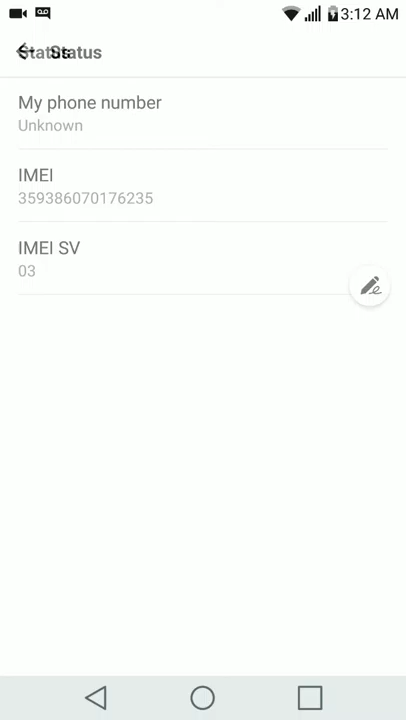 3:12 AM
Status
My phone number
Unknown
IMEI
359386070176235
IMEI SV
03